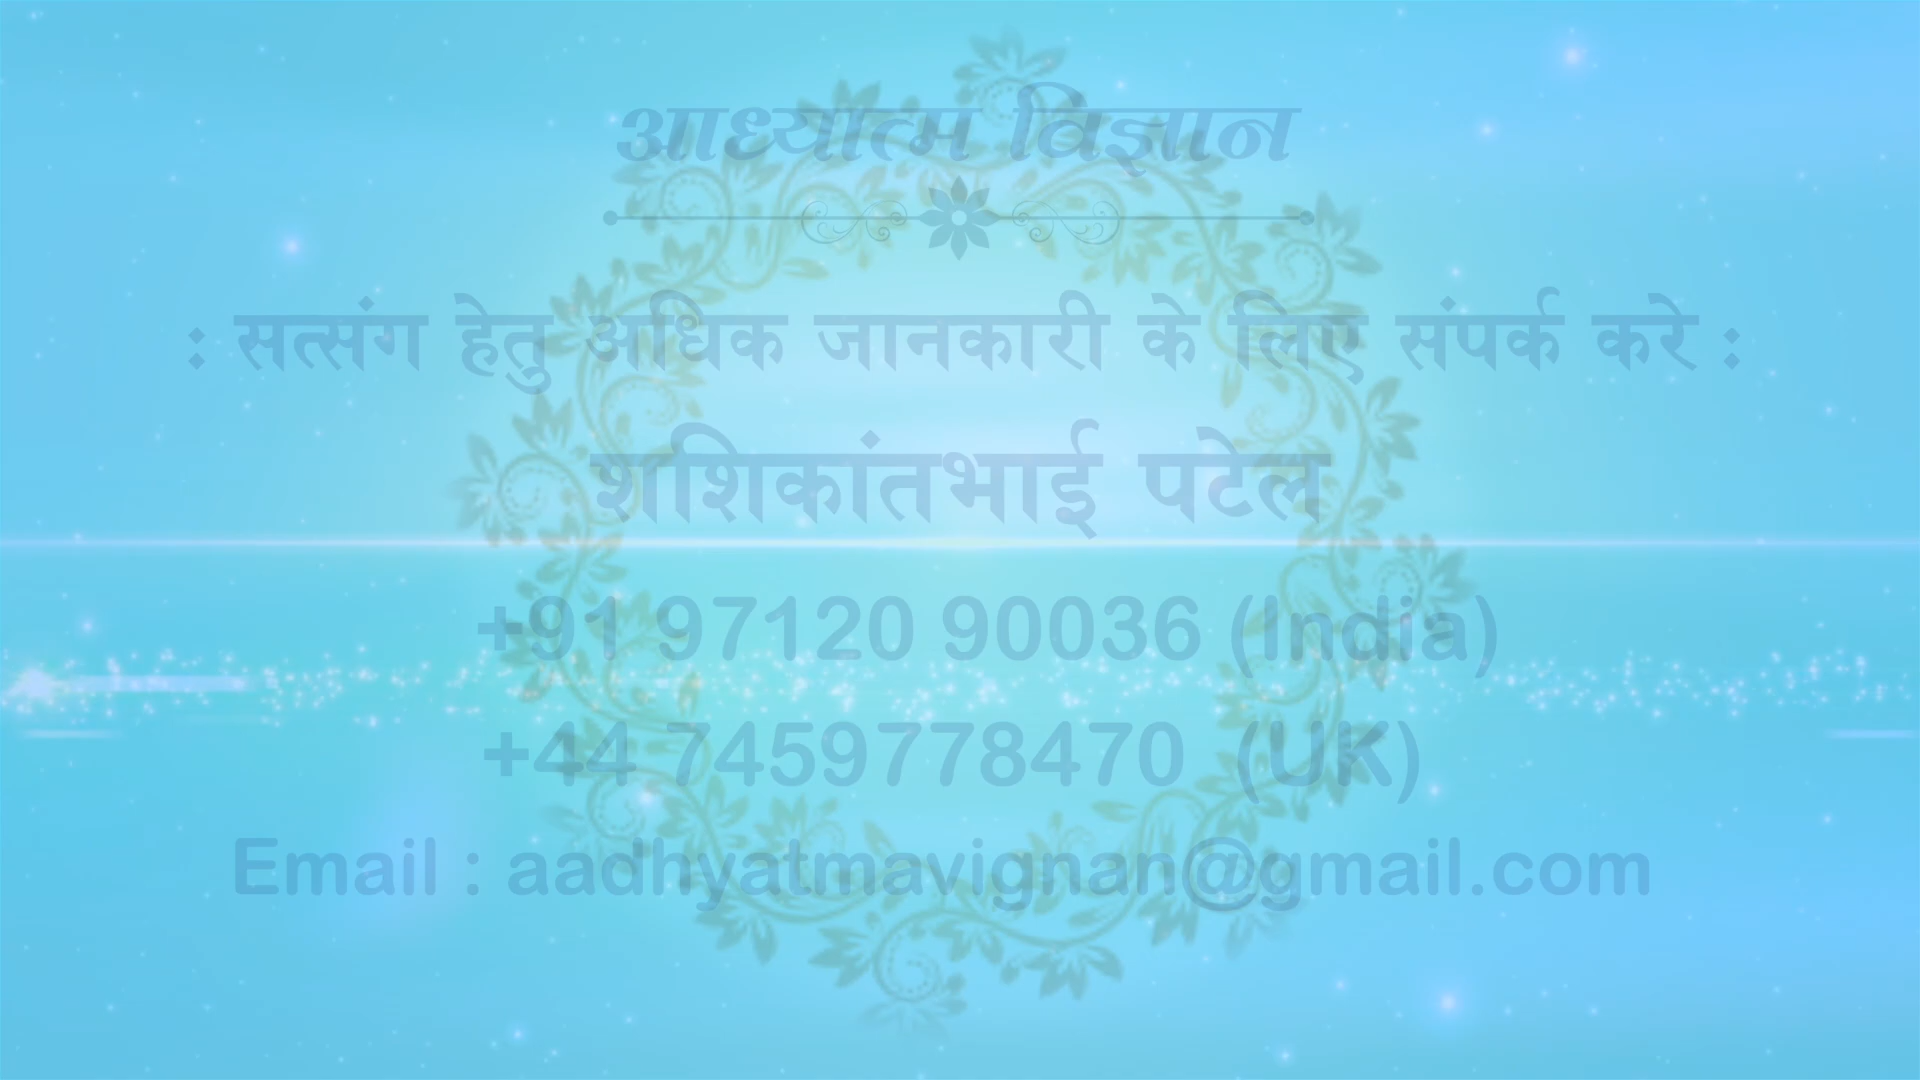 आध्यात्म विज्ञान
: सत्संग हेतु अधिक जानकारी के लिए संपर्क करे :
शशिकांतभाई पटेल
+91 97120 90036 (India)
+44 7459778470 (UK)
Email : aadhyatmavignan@gmail.com